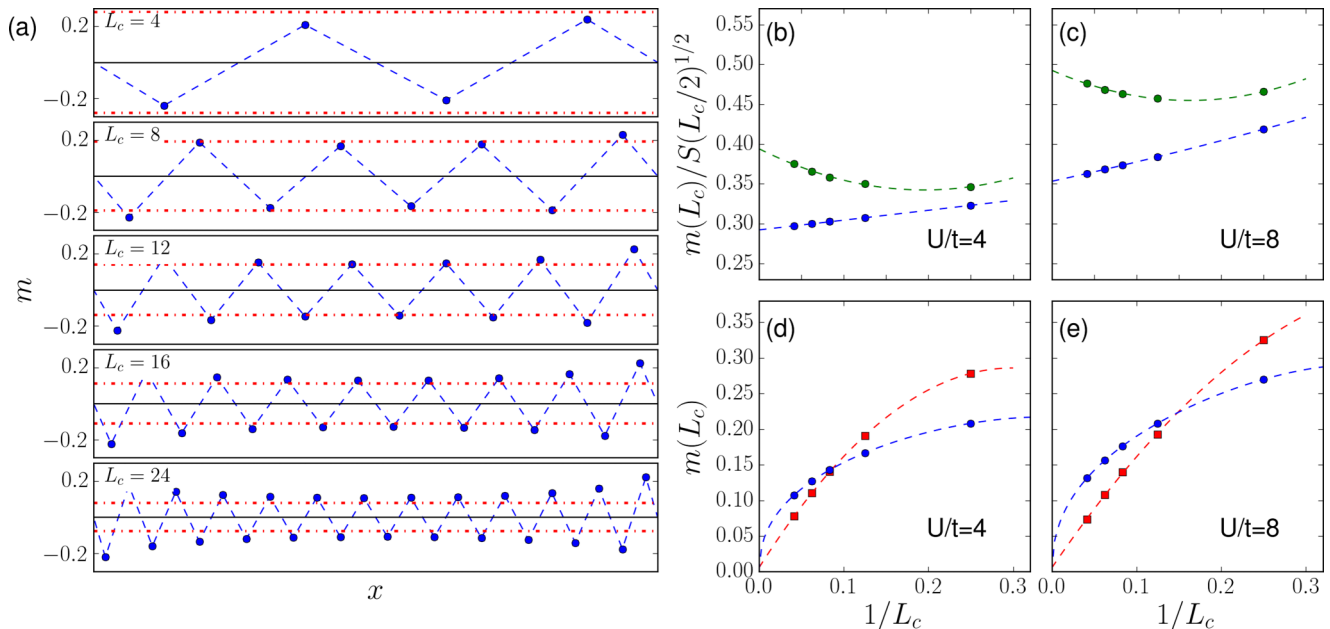 (a)
L_c = 4
0.2
−0.2
L_c = 8
0.2
−0.2
L_c = 12
0.2
−0.2
L_c = 16
0.2
−0.2
L_c = 24
0.2
−0.2
m
x
(b)
m(L_c)/S(L_c/2)^{1/2}
0.55
0.50
0.45
0.40
0.35
0.30
0.25
U/t=4
(c)
U/t=8
(d)
m(L_c)
0.35
0.30
0.25
0.20
0.15
0.10
0.05
0.00
U/t=4
0.0 0.1 0.2 0.3
1/L_c
(e)
U/t=8
0.0 0.1 0.2 0.3
1/L_c